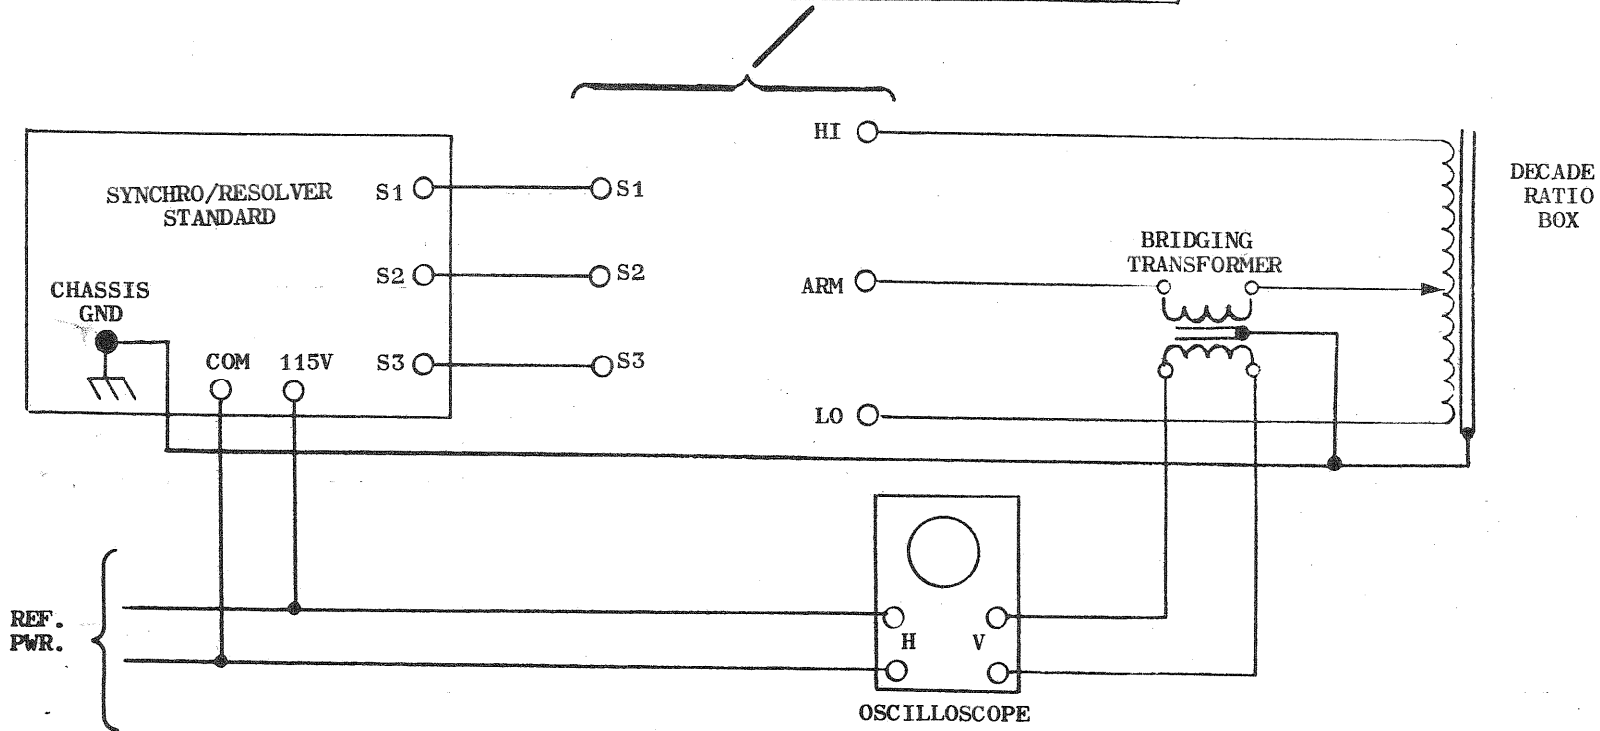 HI
SYNCHRO/RESOLVER
STANDARD
S1
S1
DECADE
RATIO
BOX
BRIDGING
TRANSFORMER
S2
S2
ARM
CHASSIS
GND
COM
115V
S3
S3
LO
REF.
PWR.
H
V
OSCILLOSCOPE